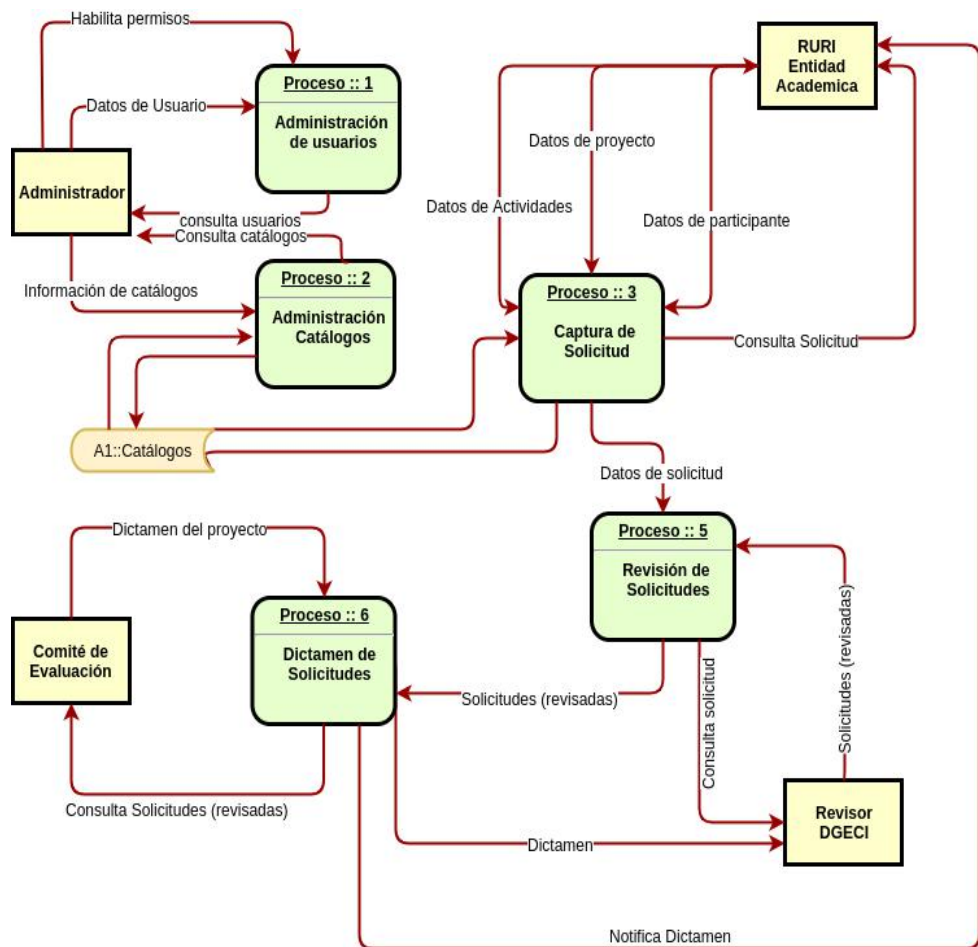 Habilita permisos
Proceso :: 1
Administración
de usuarios
Datos de Usuario
Administrador
consulta usuarios
Consulta catálogos
Información de catálogos
Proceso :: 2
Administración
Catálogos
A1::Catálogos
RURI
Entidad
Academica
Datos de proyecto
Datos de Actividades
Datos de participante
Proceso :: 3
Captura de
Solicitud
Consulta Solicitud
Datos de solicitud
Proceso :: 5
Revisión de
Solicitudes
Dictamen del proyecto
Proceso :: 6
Dictamen de
Solicitudes
Comité de
Evaluación
Solicitudes (revisadas)
Consulta solicitud
Solicitudes (revisadas)
Consulta Solicitudes (revisadas)
Revisor
DGECI
Dictamen
Notifica Dictamen